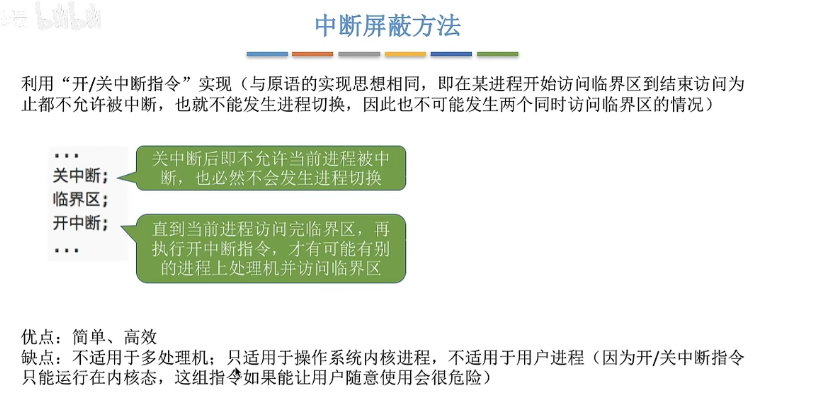 中断屏蔽方法
利用“开/关中断指令”实现（与原语的实现思想相同，即在某进程开始访问临界区到结束访问为
止都不允许被中断，也就不能发生进程切换，因此也不可能发生两个同时访问临界区的情况）
...
关中断;
临界区;
开中断;
...
关中断后即不允许当前进程被中
断，也必然不会发生进程切换
直到当前进程访问完临界区，再
执行开中断指令，才有可能有别
的进程上处理机并访问临界区
优点：简单、高效
缺点：不适用于多处理机；只适用于操作系统内核进程，不适用于用户进程（因为开/关中断指令
只能运行在内核态，这组指令如果能让用户随意使用会很危险）